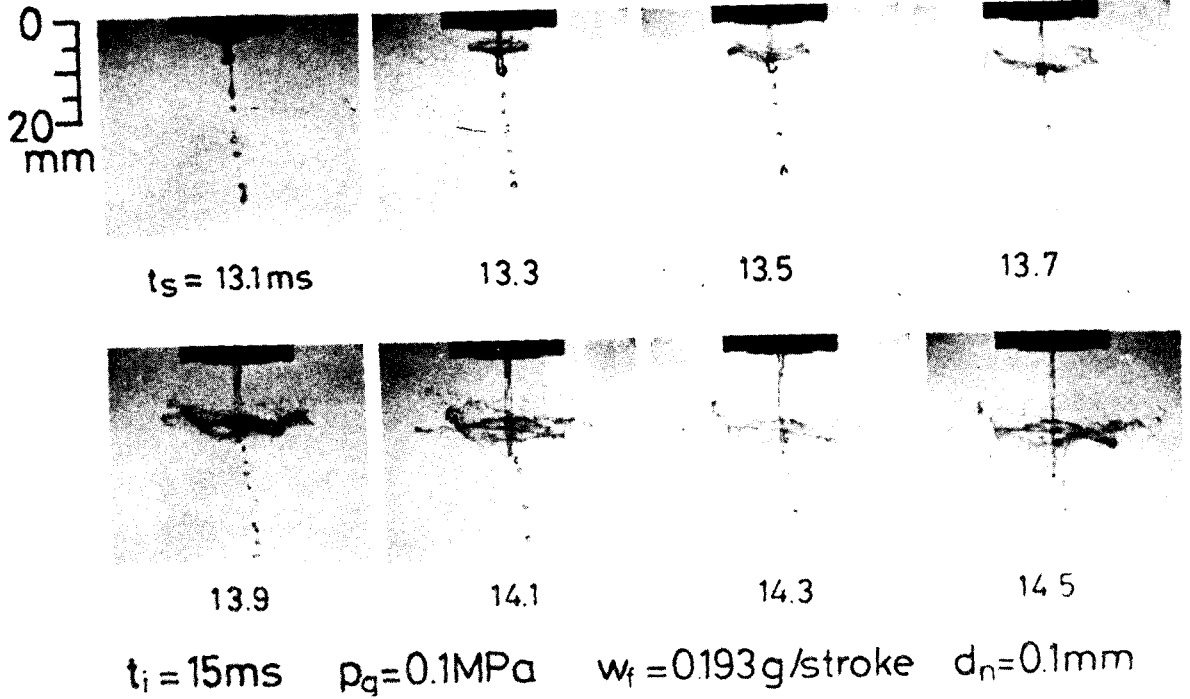 0
20
mm
ts = 13.1ms 13.3 13.5 13.7
13.9 14.1 14.3 14 5
ti = 15ms pg=0.1MPa wf=0.193g/stroke dn=0.1mm